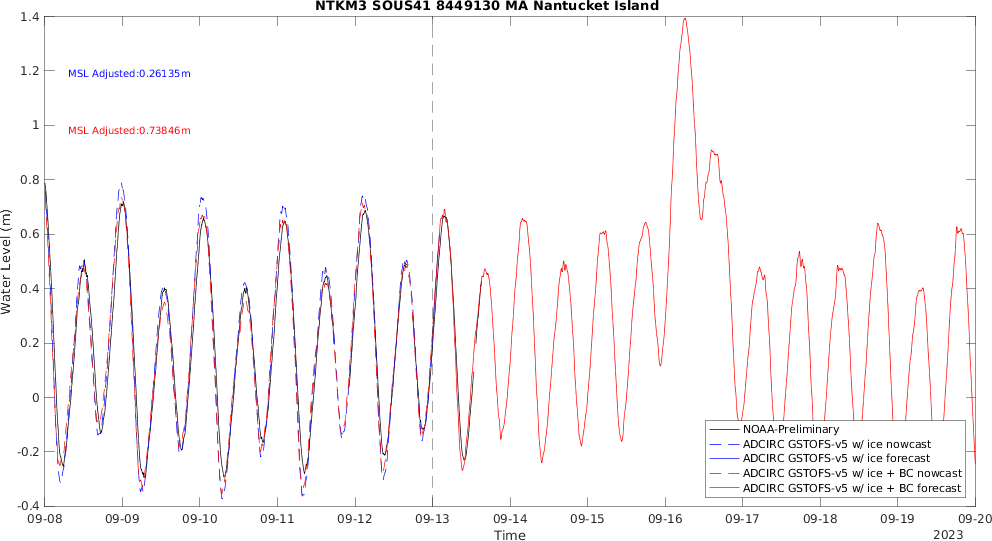 NTKM3 SOUS41 8449130 MA Nantucket Island
1.4
1.2
1
0.8
0.6
0.4
0.2
0
-0.2
-0.4
Water Level (m)
MSL Adjusted:0.26135m
MSL Adjusted:0.73846m
NOAA-Preliminary
ADCIRC GSTOFS-v5 w/ ice nowcast
ADCIRC GSTOFS-v5 w/ ice forecast
ADCIRC GSTOFS-v5 w/ ice + BC nowcast
ADCIRC GSTOFS-v5 w/ ice + BC forecast
09-08 09-09 09-10 09-11 09-12 09-13 09-14 09-15 09-16 09-17 09-18 09-19 09-20
Time
2023